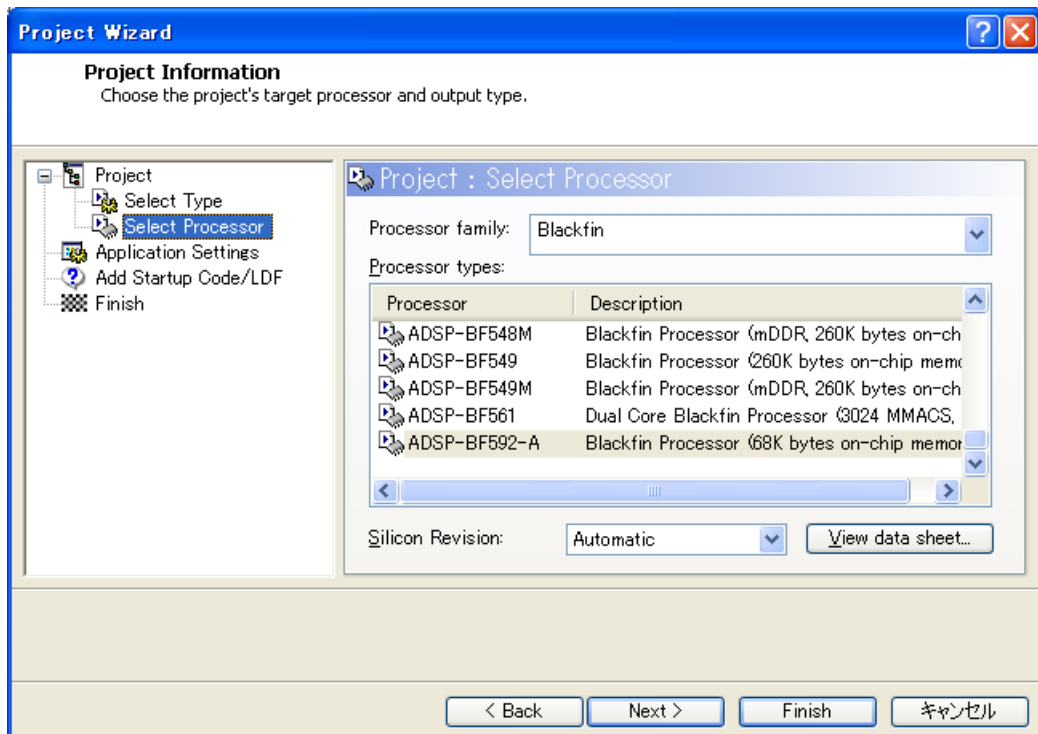 Project Wizard
Project Information
Choose the project's target processor and output type.
Project
Select Type
Select Processor
Application Settings
Add Startup Code/LDF
Finish
Project : Select Processor
Processor family: Blackfin
Processor types:
Processor Description
ADSP-BF548M Blackfin Processor (mDDR, 260K bytes on-ch
ADSP-BF549 Blackfin Processor (260K bytes on-chip memo
ADSP-BF549M Blackfin Processor (mDDR, 260K bytes on-ch
ADSP-BF561 Dual Core Blackfin Processor (3024 MMACS,
ADSP-BF592-A Blackfin Processor (68K bytes on-chip memor
Silicon Revision: Automatic View data sheet...
< Back Next > Finish キャンセル